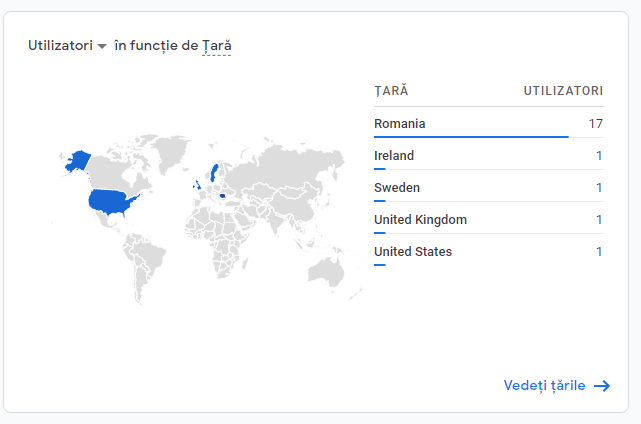 Utilizatori în funcție de Țară
ȚARĂ UTILIZATORI
Romania 17
Ireland 1
Sweden 1
United Kingdom 1
United States 1
Vedeți țările